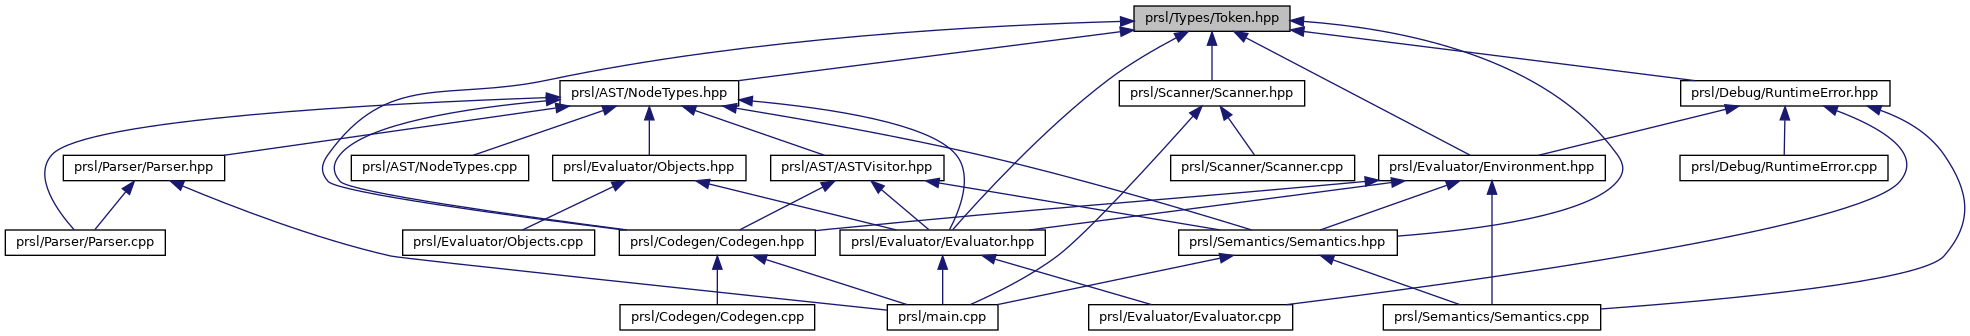 prsl/Types/Token.hpp
prsl/AST/NodeTypes.hpp
prsl/Scanner/Scanner.hpp
prsl/Debug/RuntimeError.hpp
prsl/Parser/Parser.hpp
prsl/AST/NodeTypes.cpp
prsl/Evaluator/Objects.hpp
prsl/AST/ASTVisitor.hpp
prsl/Scanner/Scanner.cpp
prsl/Evaluator/Environment.hpp
prsl/Debug/RuntimeError.cpp
prsl/Parser/Parser.cpp
prsl/Evaluator/Objects.cpp
prsl/Codegen/Codegen.hpp
prsl/Evaluator/Evaluator.hpp
prsl/Semantics/Semantics.hpp
prsl/Codegen/Codegen.cpp
prsl/main.cpp
prsl/Evaluator/Evaluator.cpp
prsl/Semantics/Semantics.cpp